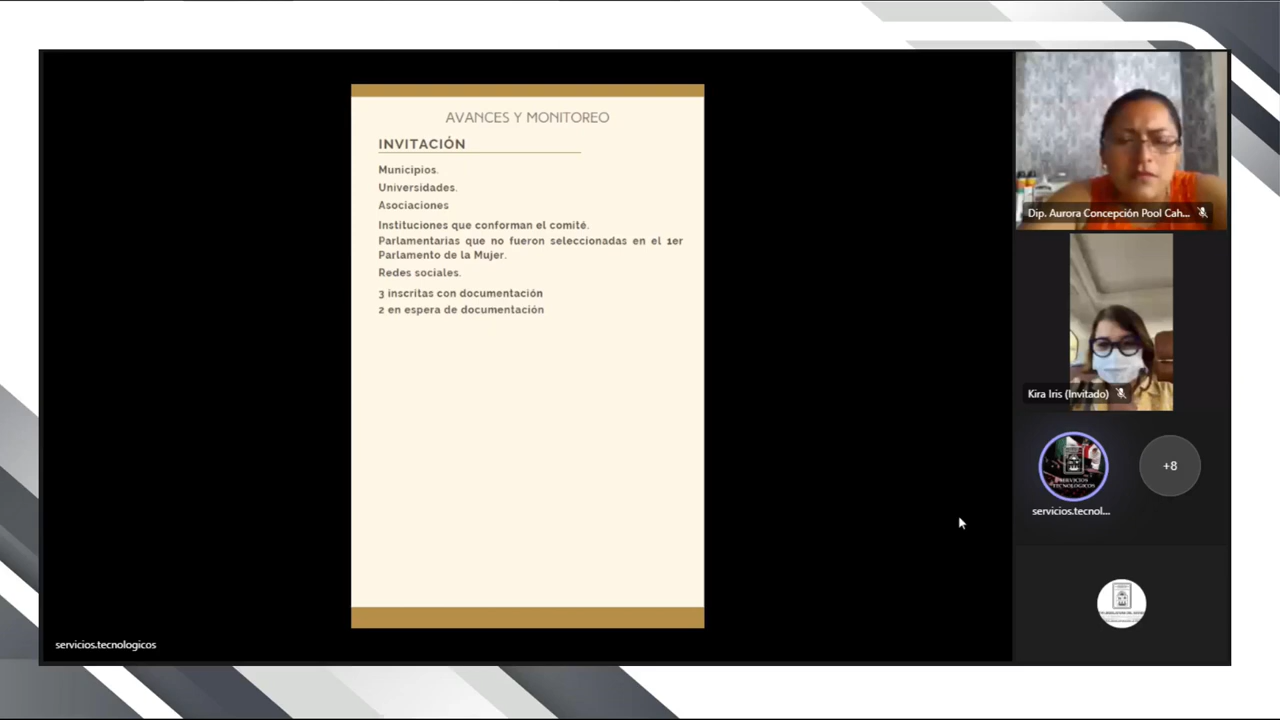 AVANCES Y MONITOREO
INVITACIÓN
Municipios.
Universidades.
Asociaciones
Instituciones que conforman el comité.
Parlamentarias que no fueron seleccionadas en el 1er
Parlamento de la Mujer.
Redes sociales.
3 inscritas con documentación
2 en espera de documentación
Dip. Aurora Concepción Pool Cah...
Kira Iris (Invitado)
SERVICIOS
TECNOLOGICOS
+8
servicios.tecnol...
servicios.tecnologicos